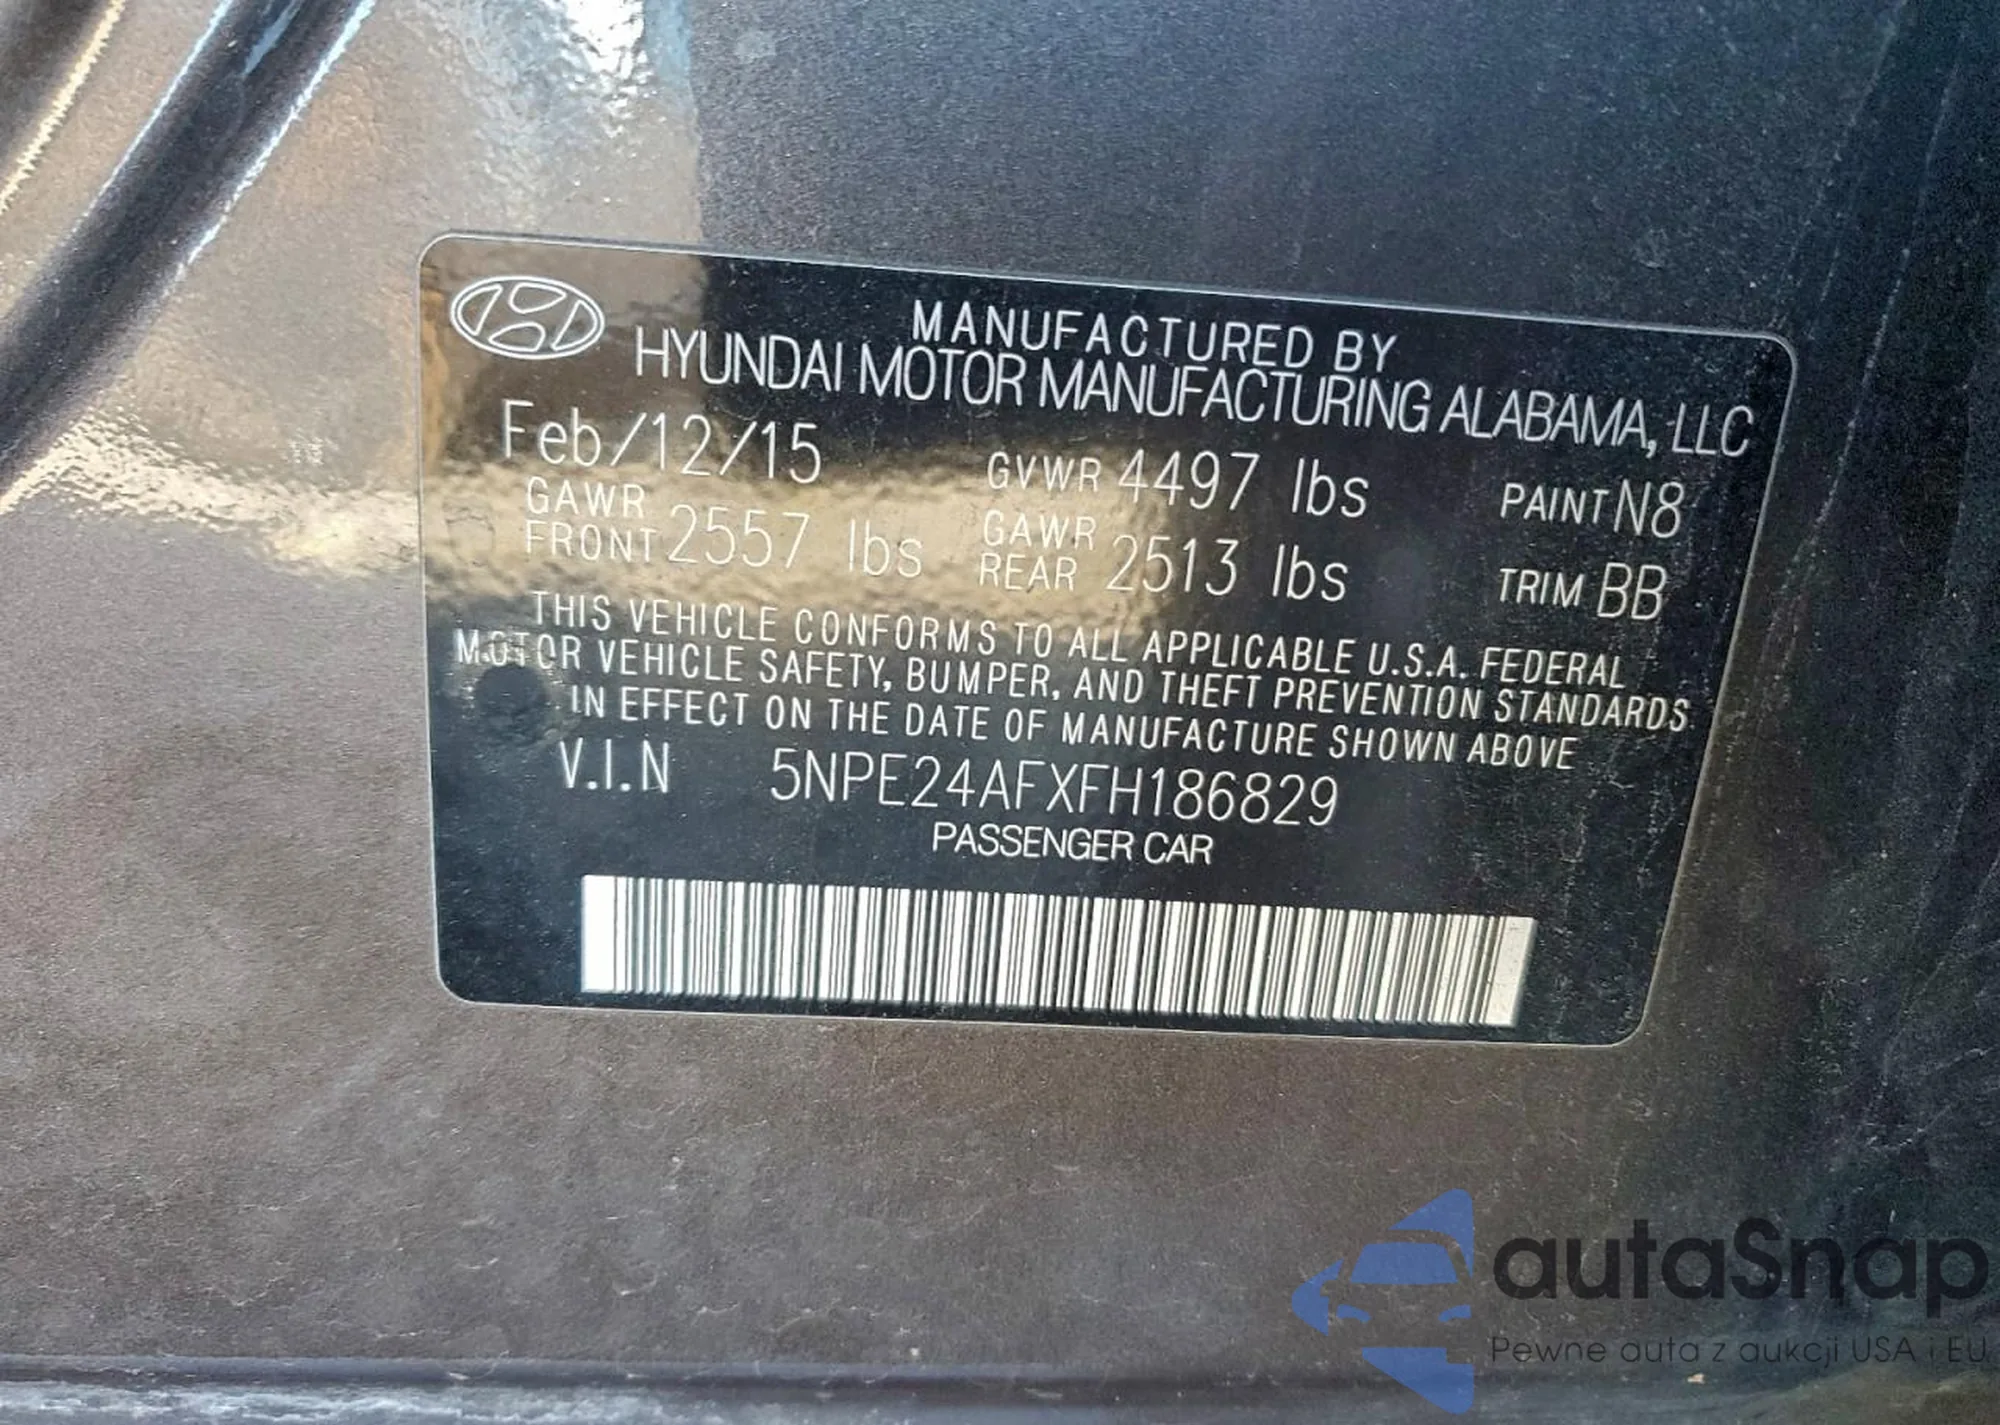 MANUFACTURED BY
HYUNDAI MOTOR MANUFACTURING ALABAMA, LLC
Feb/12/15 GVWR 4497 lbs PAINT N8
GAWR FRONT 2557 lbs GAWR REAR 2513 lbs TRIM BB
THIS VEHICLE CONFORMS TO ALL APPLICABLE U.S.A. FEDERAL
MOTOR VEHICLE SAFETY, BUMPER, AND THEFT PREVENTION STANDARDS
IN EFFECT ON THE DATE OF MANUFACTURE SHOWN ABOVE
V.I.N 5NPE24AFXFH186829
PASSENGER CAR
autaSnap
Pewne auta z aukcji USA i EU